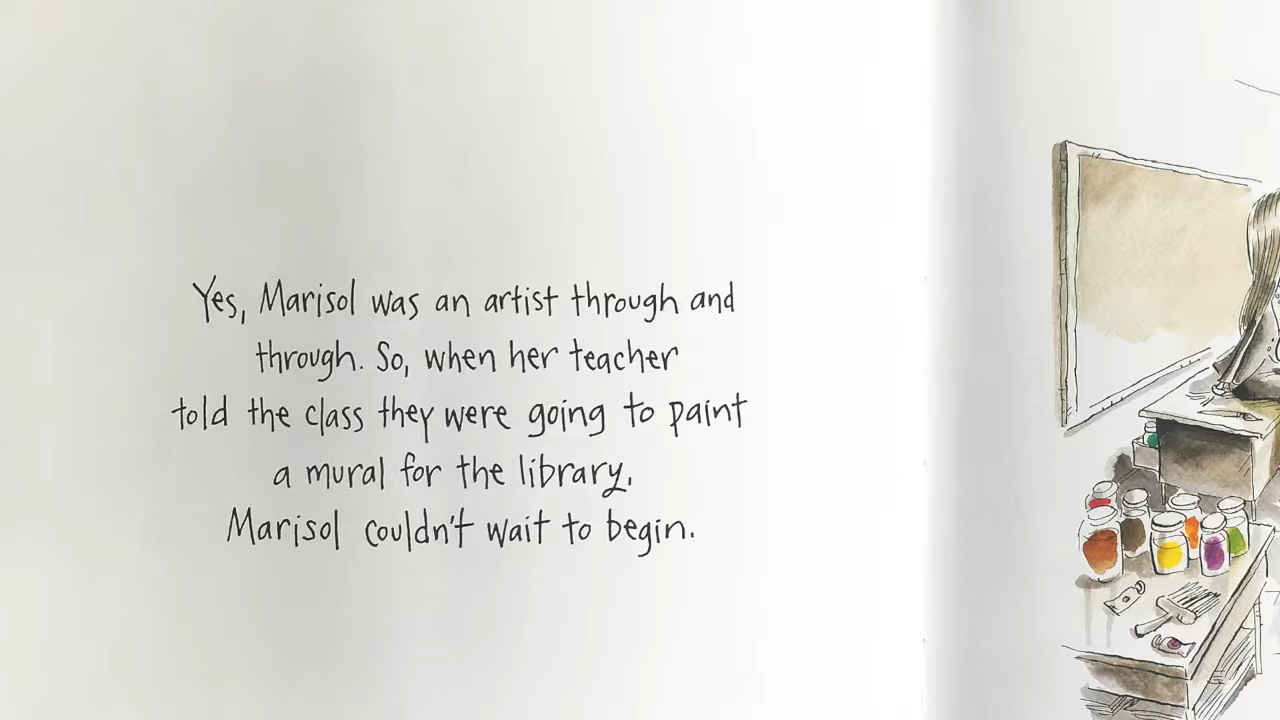 Yes, Marisol was an artist through and
through. So, when her teacher
told the class they were going to paint
a mural for the library,
Marisol couldn't wait to begin.